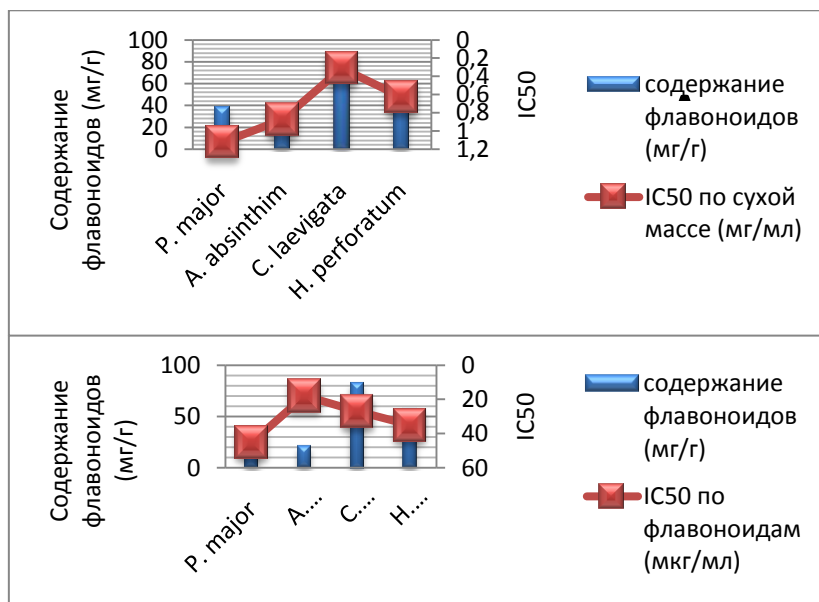 Содержание
флавоноидов (мг/г)
100
80
60
40
20
0
0
0,2
0,4
0,6
0,8
1
1,2
IC50
P. major
A. absinthim
C. laevigata
H. perforatum
содержание
флавоноидов
(мг/г)
IC50 по сухой
массе (мг/мл)
Содержание
флавоноидов
(мг/г)
100
50
0
0
20
40
60
IC50
P. major
A....
C....
H....
содержание
флавоноидов
(мг/г)
IC50 по
флавоноидам
(мкг/мл)